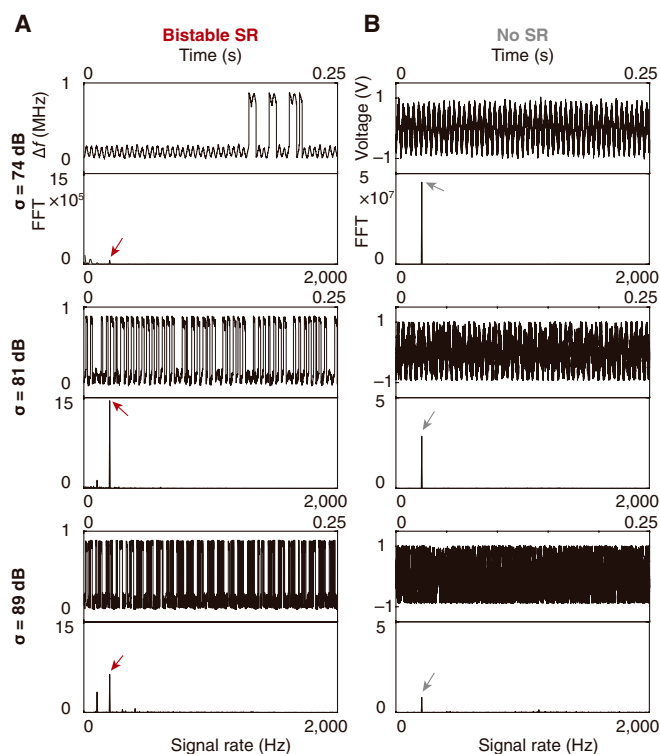 A
Bistable SR
Time (s)
0 0.25
σ = 74 dB
Δf (MHz)
1
0
FFT
15
×10⁵
0
0 2,000
0 0.25
σ = 81 dB
1
0
15
0
0 2,000
0 0.25
σ = 89 dB
1
0
15
0
0 2,000
Signal rate (Hz)
B
No SR
Time (s)
0 0.25
Voltage (V)
1
−1
FFT
5
×10⁷
0
0 2,000
0 0.25
1
−1
5
0
0 2,000
0 0.25
1
−1
5
0
0 2,000
Signal rate (Hz)